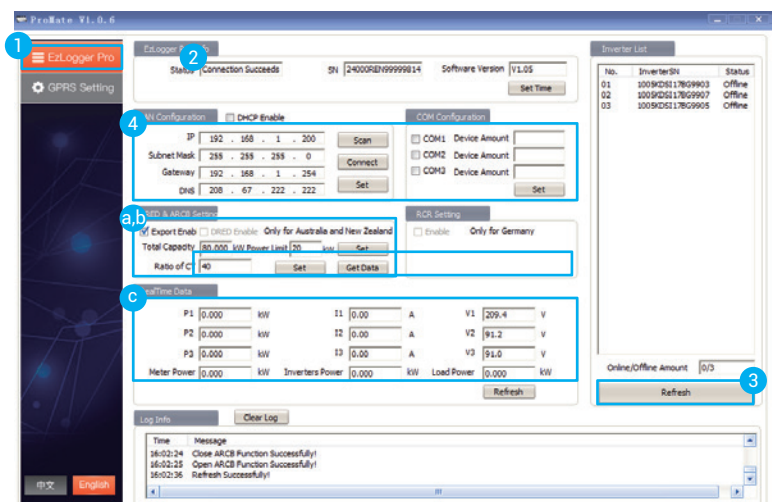 ProMate V1.0.6
1
EzLogger Pro
GPRS Setting
中文 English
2
Status Connection Succeeds SN 24000REN99999814 Software Version V1.05
Set Time
4
LAN Configuration DHCP Enable
IP 192 . 168 . 1 . 200 Scan
Subnet Mask 255 . 255 . 255 . 0 Connect
Gateway 192 . 168 . 1 . 254
DNS 208 . 67 . 222 . 222 Set
COM Configuration
COM1 Device Amount
COM2 Device Amount
COM3 Device Amount
Set
a,b
DRED & ARCB Setting
Export Enab DRED Enable Only for Australia and New Zealand
Total Capacity 80.000 kW Power Limit 20 kW Set
Ratio of CT 40 Set Get Data
RCR Setting
Enable Only for Germany
c
RealTime Data
P1 0.000 kW I1 0.00 A V1 209.4 V
P2 0.000 kW I2 0.00 A V2 91.2 V
P3 0.000 kW I3 0.00 A V3 91.0 V
Meter Power 0.000 kW Inverters Power 0.000 kW Load Power 0.000 kW
Refresh
Log Info Clear Log
Time Message
16:02:24 Close ARCB Function Successfully!
16:02:25 Open ARCB Function Successfully!
16:02:36 Refresh Successfully!
Inverter List
No. InverterSN Status
01 1005KDSI17BG9903 Offline
02 1005KDSI17BG9907 Offline
03 1005KDSI17BG9905 Offline
Online/Offline Amount 0/3
3
Refresh